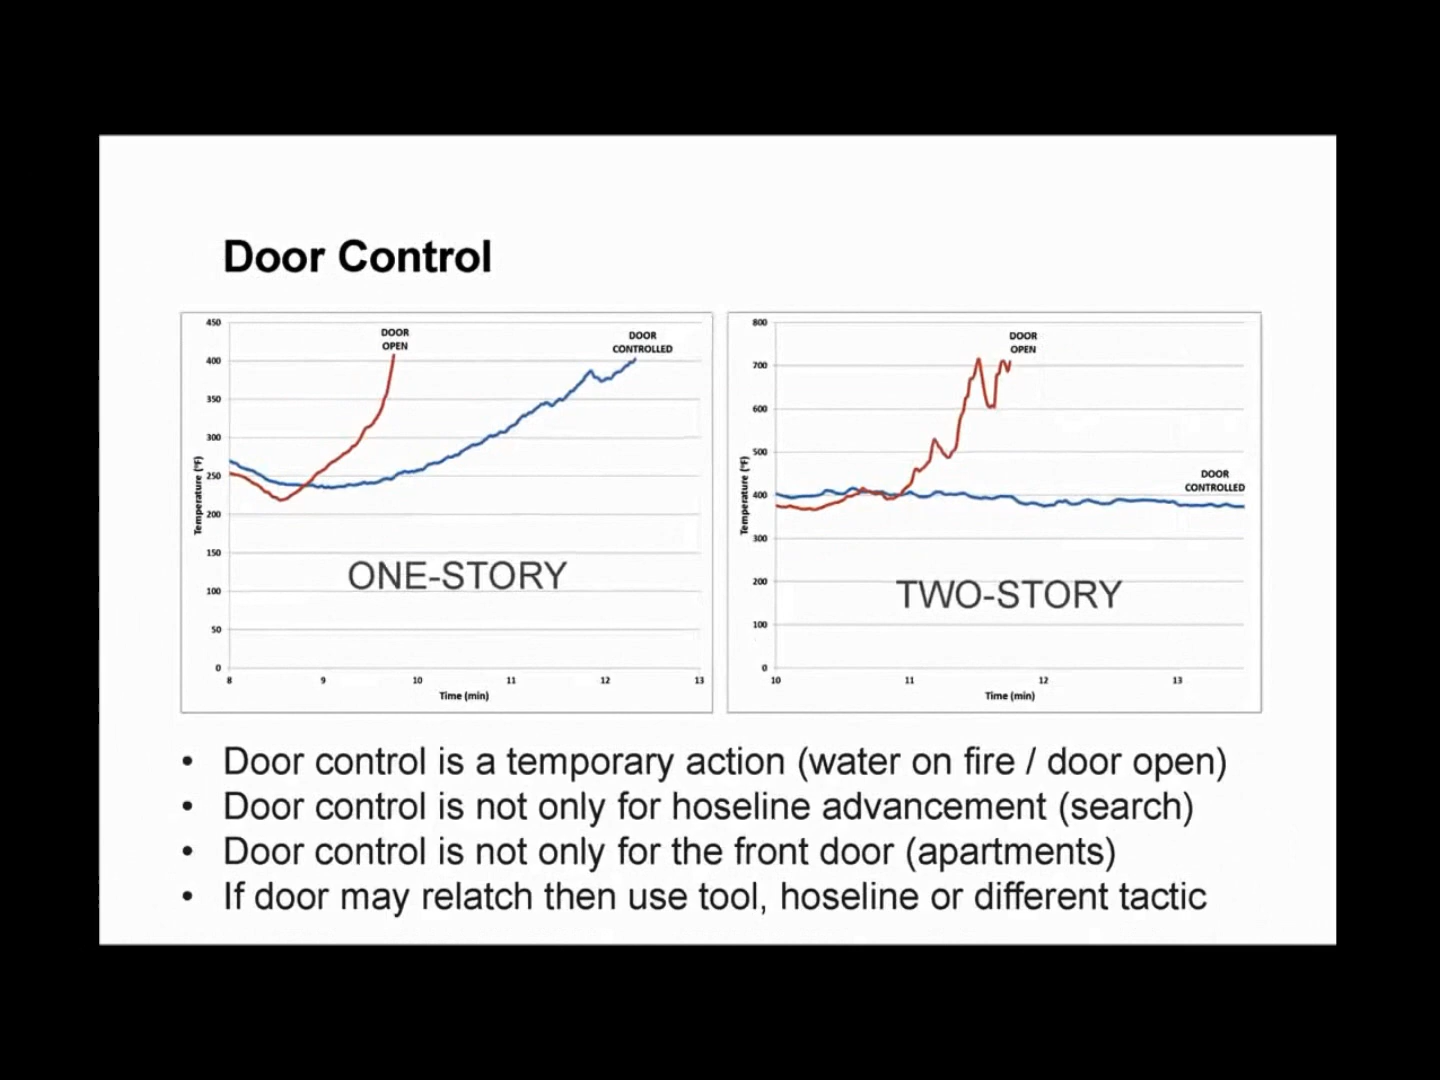 Door Control
450
400
350
300
250
200
150
100
50
0
Temperature (°F)
DOOR
OPEN
DOOR
CONTROLLED
ONE-STORY
8 9 10 11 12 13
Time (min)
800
700
600
500
400
300
200
100
0
Temperature (°F)
DOOR
OPEN
DOOR
CONTROLLED
TWO-STORY
10 11 12 13
Time (min)
• Door control is a temporary action (water on fire / door open)
• Door control is not only for hoseline advancement (search)
• Door control is not only for the front door (apartments)
• If door may relatch then use tool, hoseline or different tactic